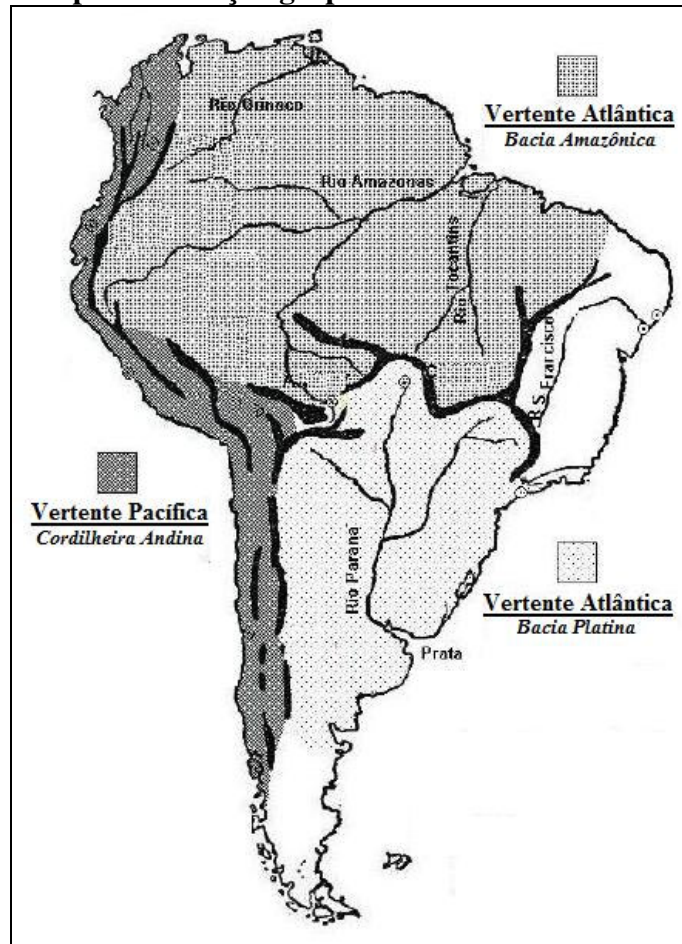 Rio Orinoco
Vertente Atlântica
Bacia Amazônica
Rio Amazonas
Rio Tocantins
R. S. Francisco
Vertente Pacífica
Cordilheira Andina
Rio Paraná
Vertente Atlântica
Bacia Platina
Prata